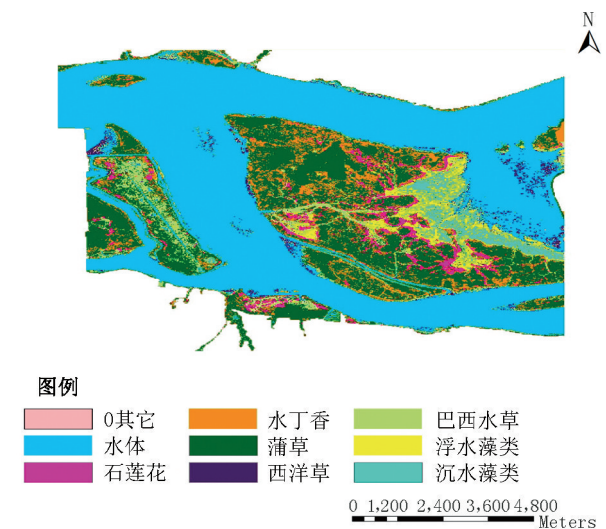 N
图例
0其它
水丁香
巴西水草
水体
蒲草
浮水藻类
石莲花
西洋草
沉水藻类
0 1,200 2,400 3,600 4,800
Meters